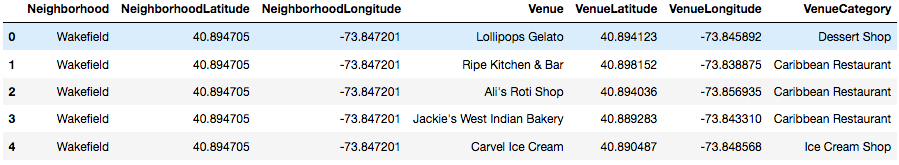 Neighborhood NeighborhoodLatitude NeighborhoodLongitude Venue VenueLatitude VenueLongitude VenueCategory
0 Wakefield 40.894705 -73.847201 Lollipops Gelato 40.894123 -73.845892 Dessert Shop
1 Wakefield 40.894705 -73.847201 Ripe Kitchen & Bar 40.898152 -73.838875 Caribbean Restaurant
2 Wakefield 40.894705 -73.847201 Ali's Roti Shop 40.894036 -73.856935 Caribbean Restaurant
3 Wakefield 40.894705 -73.847201 Jackie's West Indian Bakery 40.889283 -73.843310 Caribbean Restaurant
4 Wakefield 40.894705 -73.847201 Carvel Ice Cream 40.890487 -73.848568 Ice Cream Shop